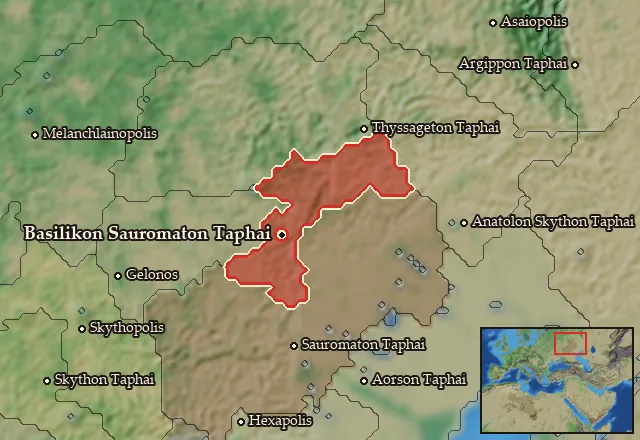 Asaiopolis
Argippon Taphai
Thyssageton Taphai
Melanchlainopolis
Anatolon Skython Taphai
Basilikon Sauromaton Taphai
Gelonos
Skythopolis
Sauromaton Taphai
Skython Taphai
Aorson Taphai
Hexapolis